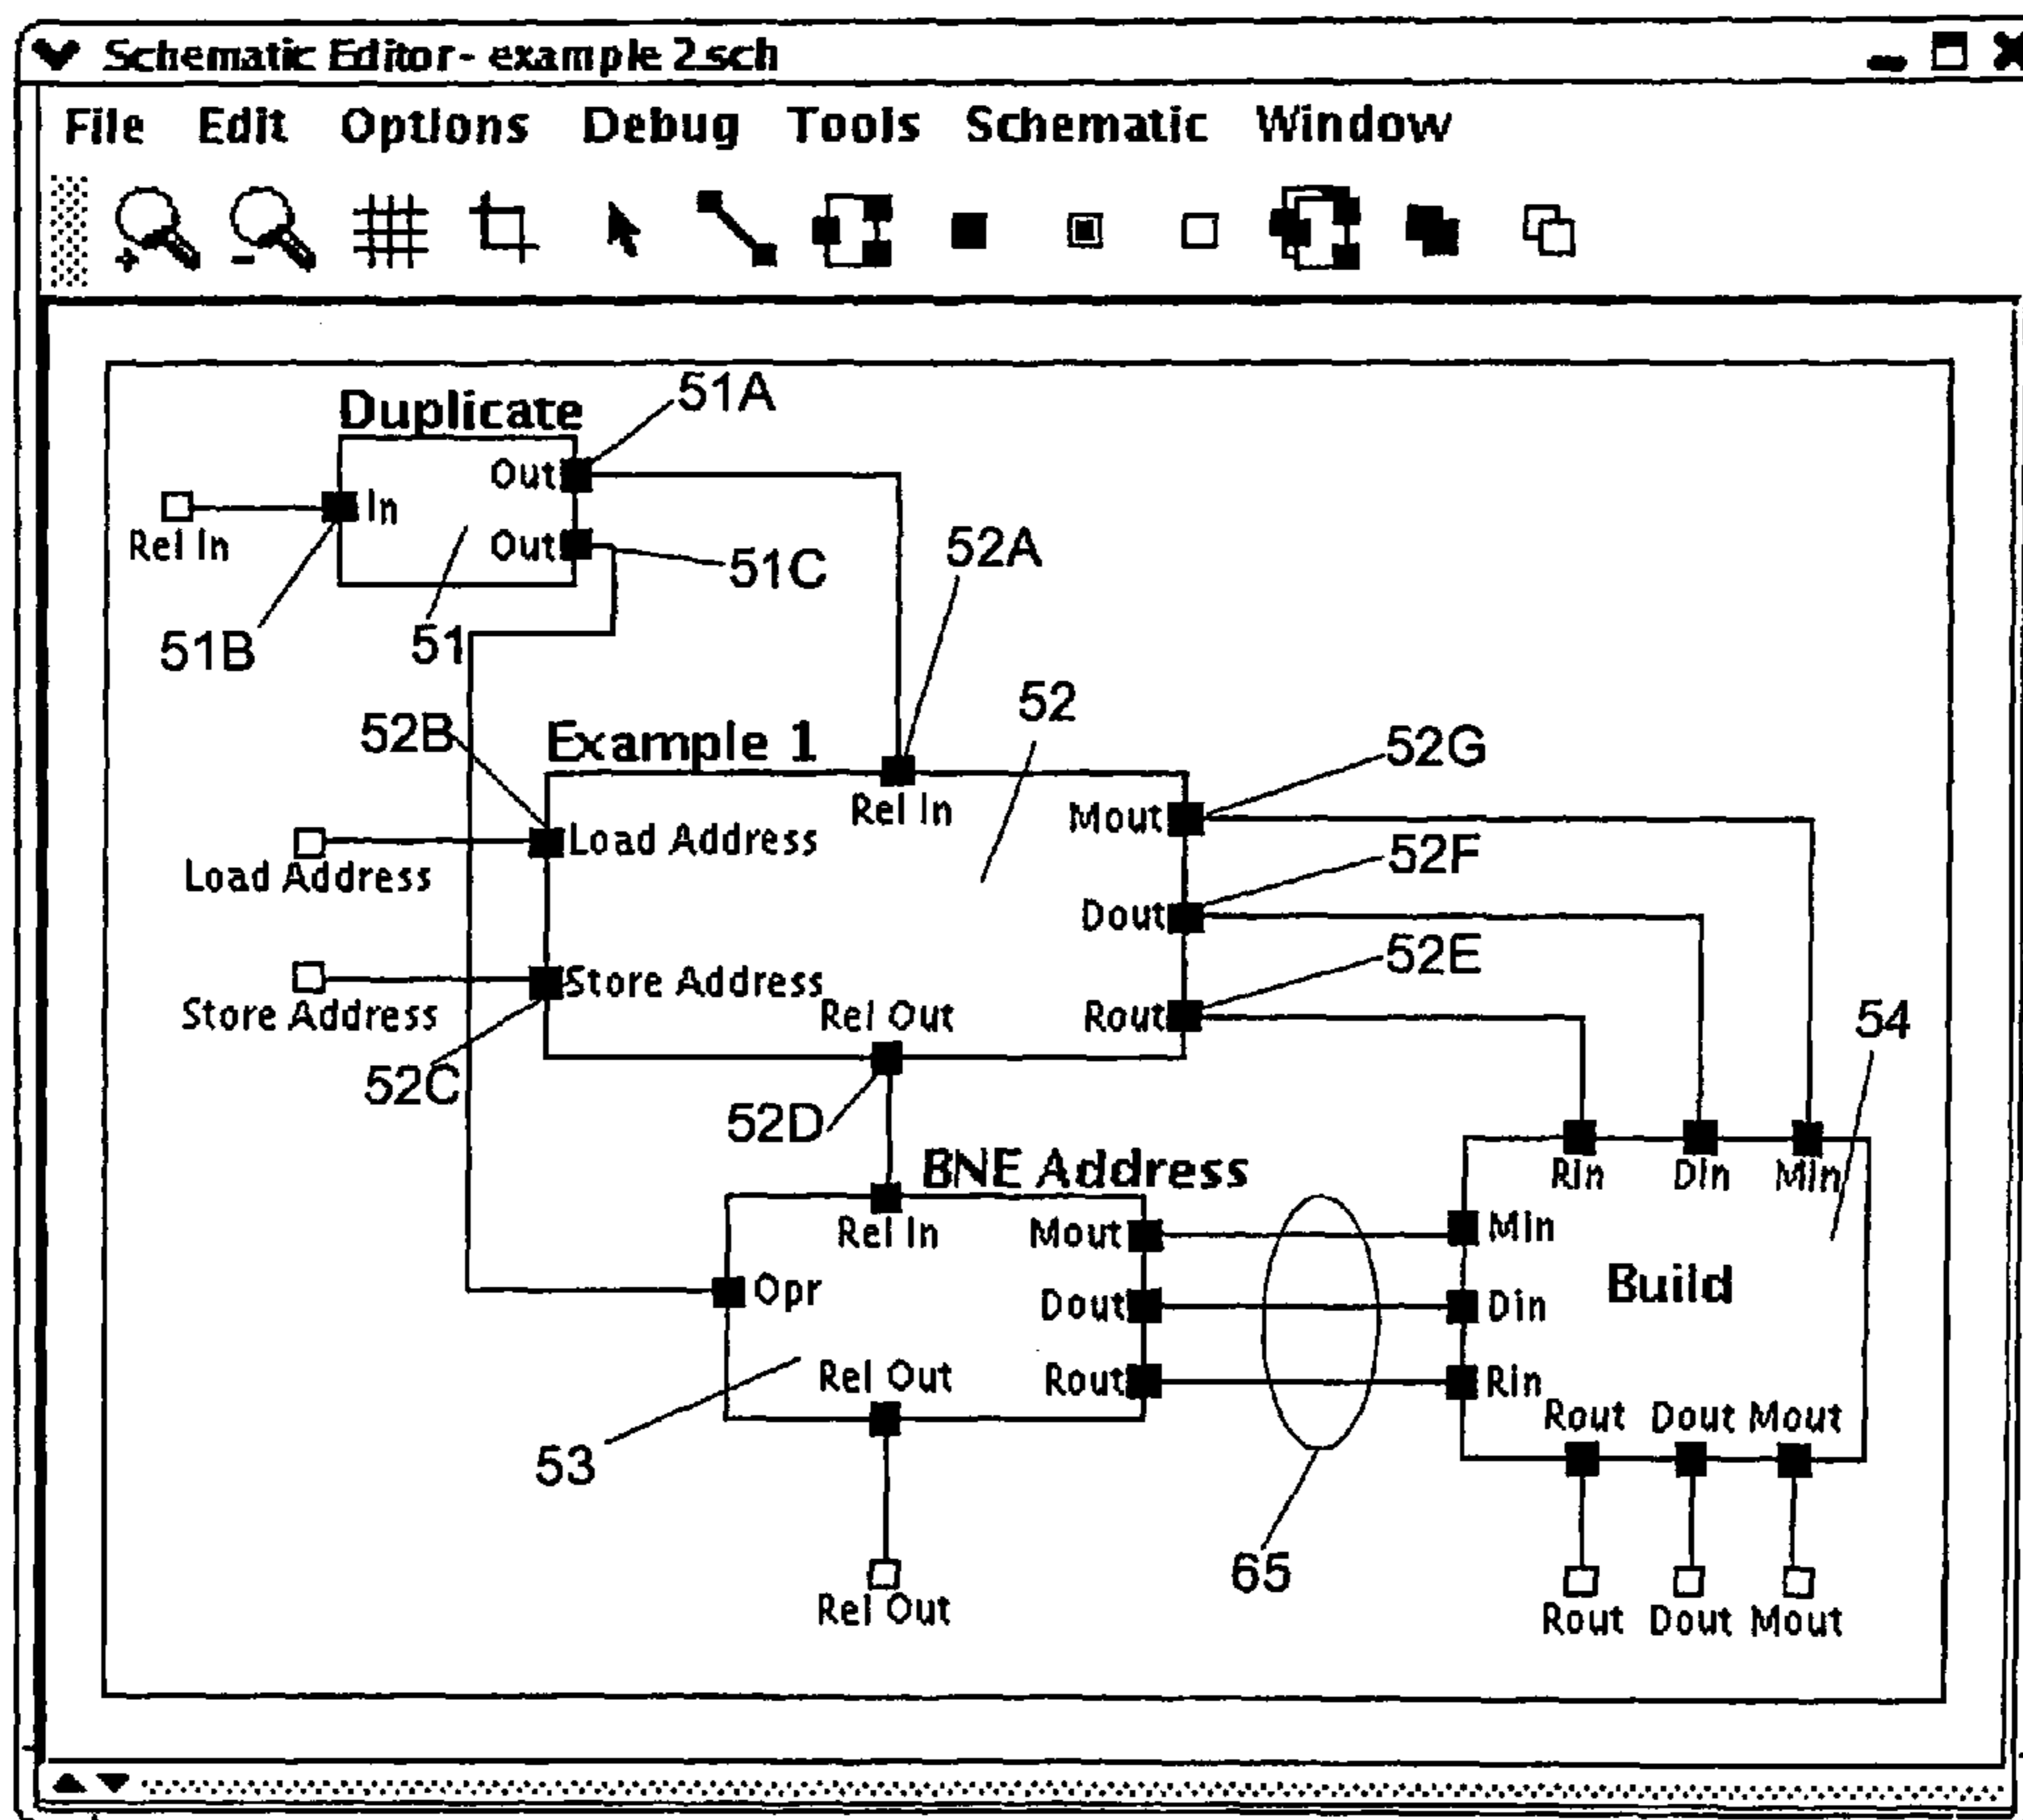 Schematic Editor- example 2.sch
File Edit Options Debug Tools Schematic Window
Duplicate
51A
Out
In
Rel In
Out
51C
52A
51B
51
52
52B
Example 1
52G
Rel In
Mout
Load Address
Load Address
52F
Dout
52E
Store Address
Store Address
Rel Out
Rout
54
52C
52D
BNE Address
Rin Din Min
Rel In
Mout
Min
Opr
Build
Dout
Din
Rel Out
Rout
Rin
Rout Dout Mout
53
65
Rel Out
Rout Dout Mout